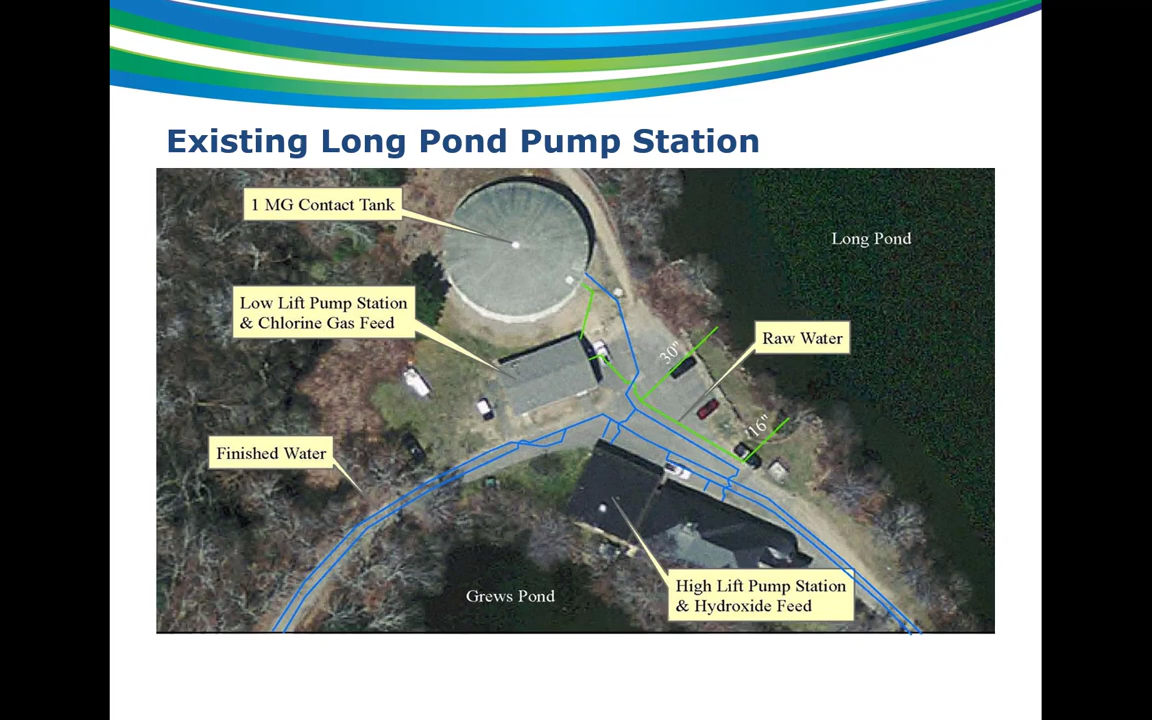 Existing Long Pond Pump Station
1 MG Contact Tank
Long Pond
Low Lift Pump Station
& Chlorine Gas Feed
Raw Water
30"
16"
Finished Water
High Lift Pump Station
& Hydroxide Feed
Grews Pond